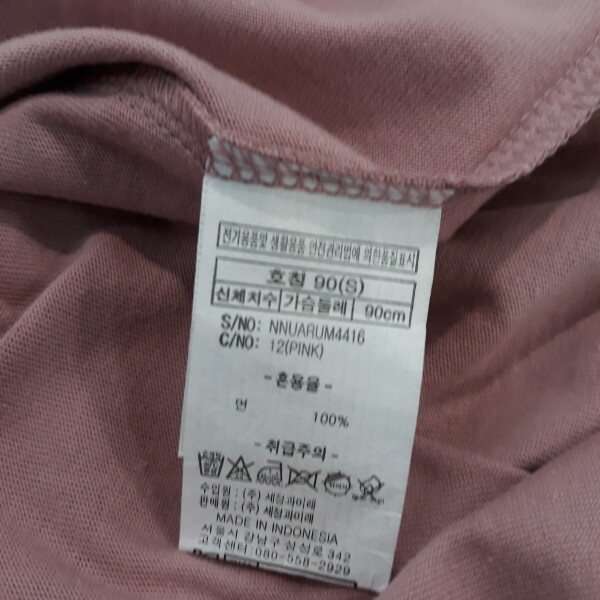 전기용품및 생활용품 안전관리법에 의한품질표시
호칭 90(S)
신체치수 가슴둘레 90cm
S/NO: NNUARUM4416
C/NO: 12(PINK)
- 혼용율 -
면 100%
- 취급주의 -
수입원 : (주) 세정과미래
판매원 : (주) 세정과미래
MADE IN INDONESIA
서울시 강남구 삼성로 342
고객 센터 : 080-558-2929